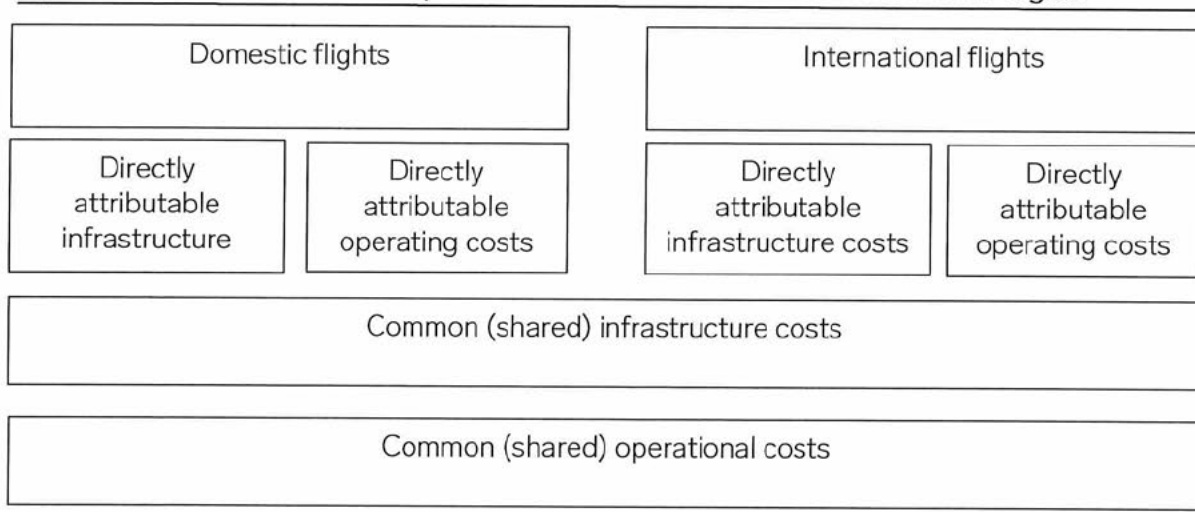 Domestic flights
International flights
Directly
attributable
infrastructure
Directly
attributable
operating costs
Directly
attributable
infrastructure costs
Directly
attributable
operating costs
Common (shared) infrastructure costs
Common (shared) operational costs